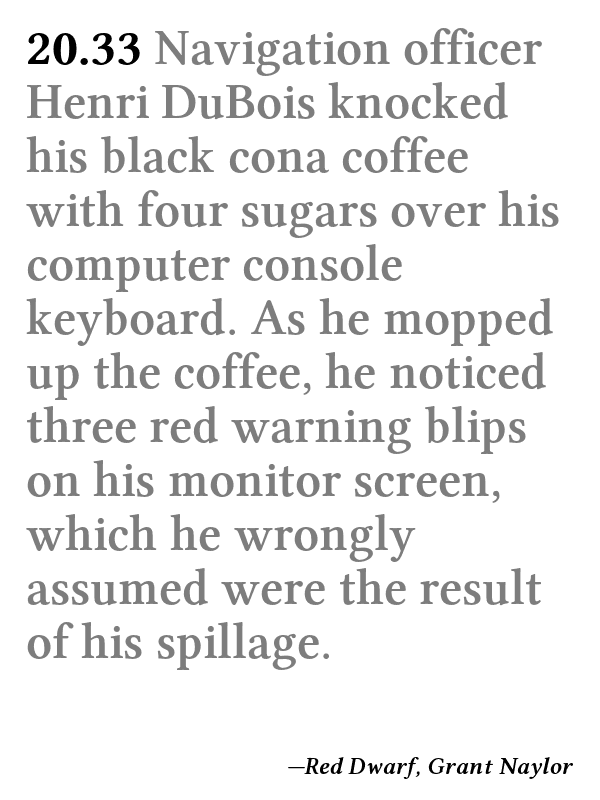 20.33 Navigation officer
Henri DuBois knocked
his black cona coffee
with four sugars over his
computer console
keyboard. As he mopped
up the coffee, he noticed
three red warning blips
on his monitor screen,
which he wrongly
assumed were the result
of his spillage.
—Red Dwarf, Grant Naylor